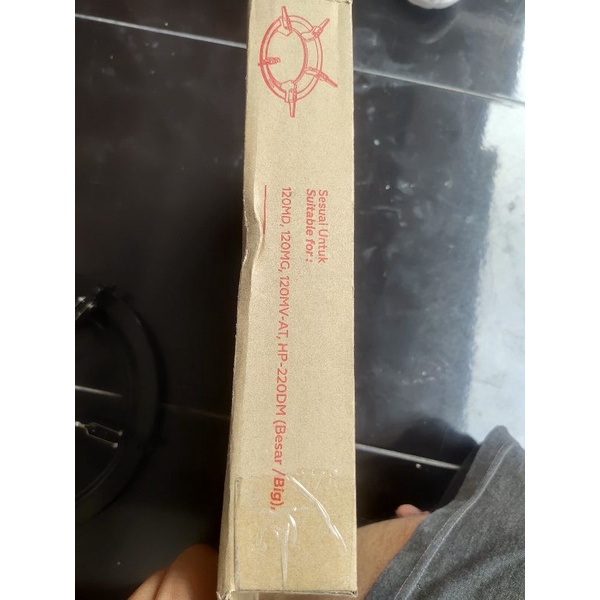 Sesuai Untuk
Suitable for :
120MD, 120MG, 120MV-AT, HP-220DM (Besar / Big),